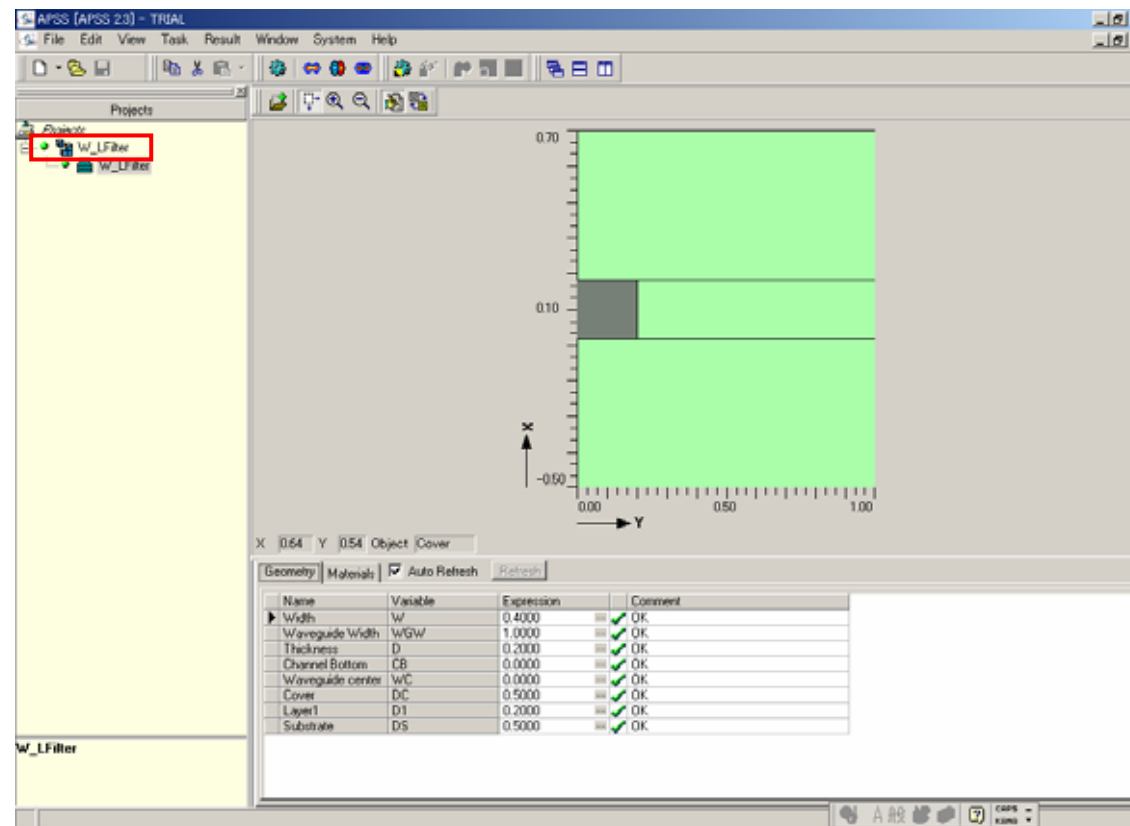 APSS (APSS 2.3) - TRIAL
File Edit View Task Result Window System Help
Projects
Projects
W_LFilter
W_LFilter
0.70
0.10
-0.50
X
0.00 0.50 1.00
Y
X 0.64 Y 0.54 Object Cover
Geometry Materials Auto Refresh Refresh
Name Variable Expression Comment
Width W 0.4000 OK
Waveguide Width WGW 1.0000 OK
Thickness D 0.2000 OK
Channel Bottom CB 0.0000 OK
Waveguide center WC 0.0000 OK
Cover DC 0.5000 OK
Layer1 D1 0.2000 OK
Substrate DS 0.5000 OK
W_LFilter
A 般 CAPS
KANA